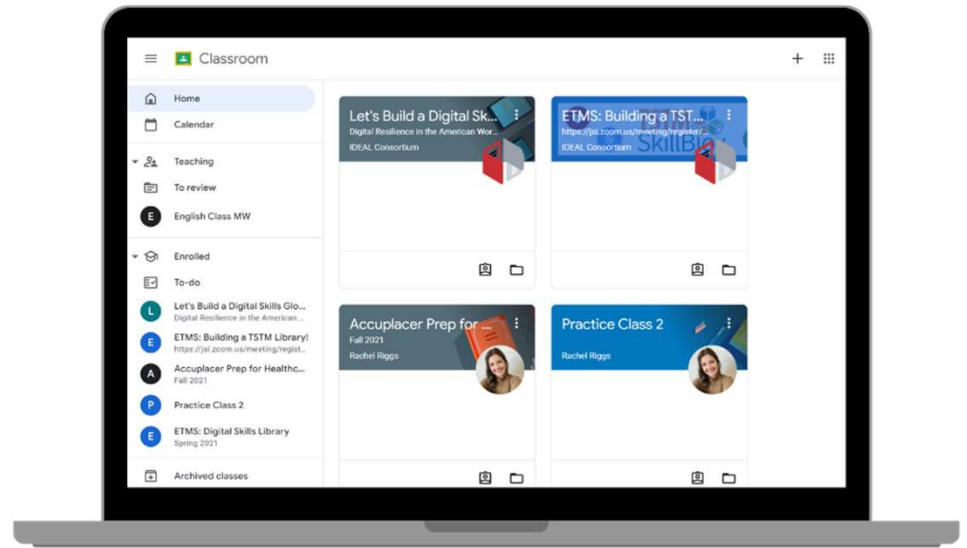 Classroom
Home
Calendar
Teaching
To review
E English Class MW
Enrolled
To-do
L Let's Build a Digital Skills Glo...
Digital Resilience in the American ...
E ETMS: Building a TSTM Library!
https://jsi.zoom.us/meeting/regist...
A Accuplacer Prep for Healthc...
Fall 2021
P Practice Class 2
E ETMS: Digital Skills Library
Spring 2021
Archived classes
Let's Build a Digital Sk...
Digital Resilience in the American Wor...
IDEAL Consortium
ETMS: Building a TST...
https://jsi.zoom.us/meeting/register/...
IDEAL Consortium
Accuplacer Prep for ...
Fall 2021
Rachel Riggs
Practice Class 2
Rachel Riggs